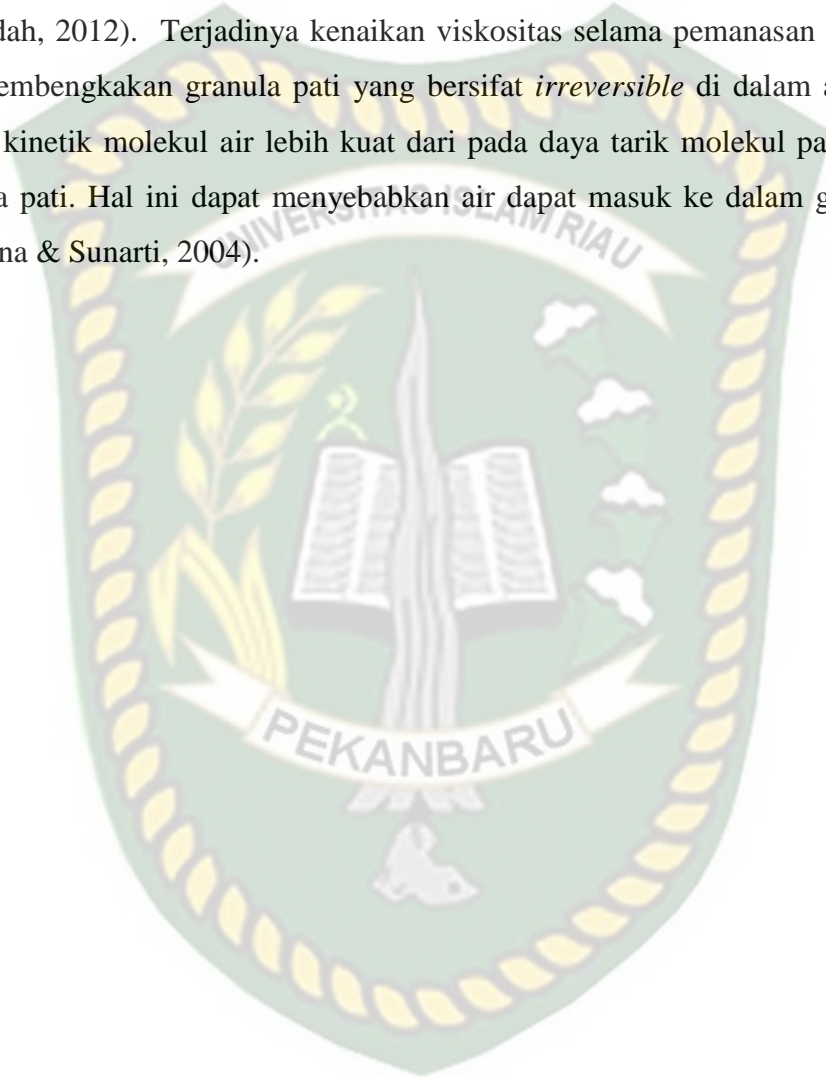 dah, 2012).  Terjadinya kenaikan viskositas selama pemanasan
embengkakan granula pati yang bersifat irreversible di dalam a
kinetik molekul air lebih kuat dari pada daya tarik molekul pa
a pati. Hal ini dapat menyebabkan air dapat masuk ke dalam g
na & Sunarti, 2004).
UNIVERSITAS ISLAM RIAU
PEKANBARU